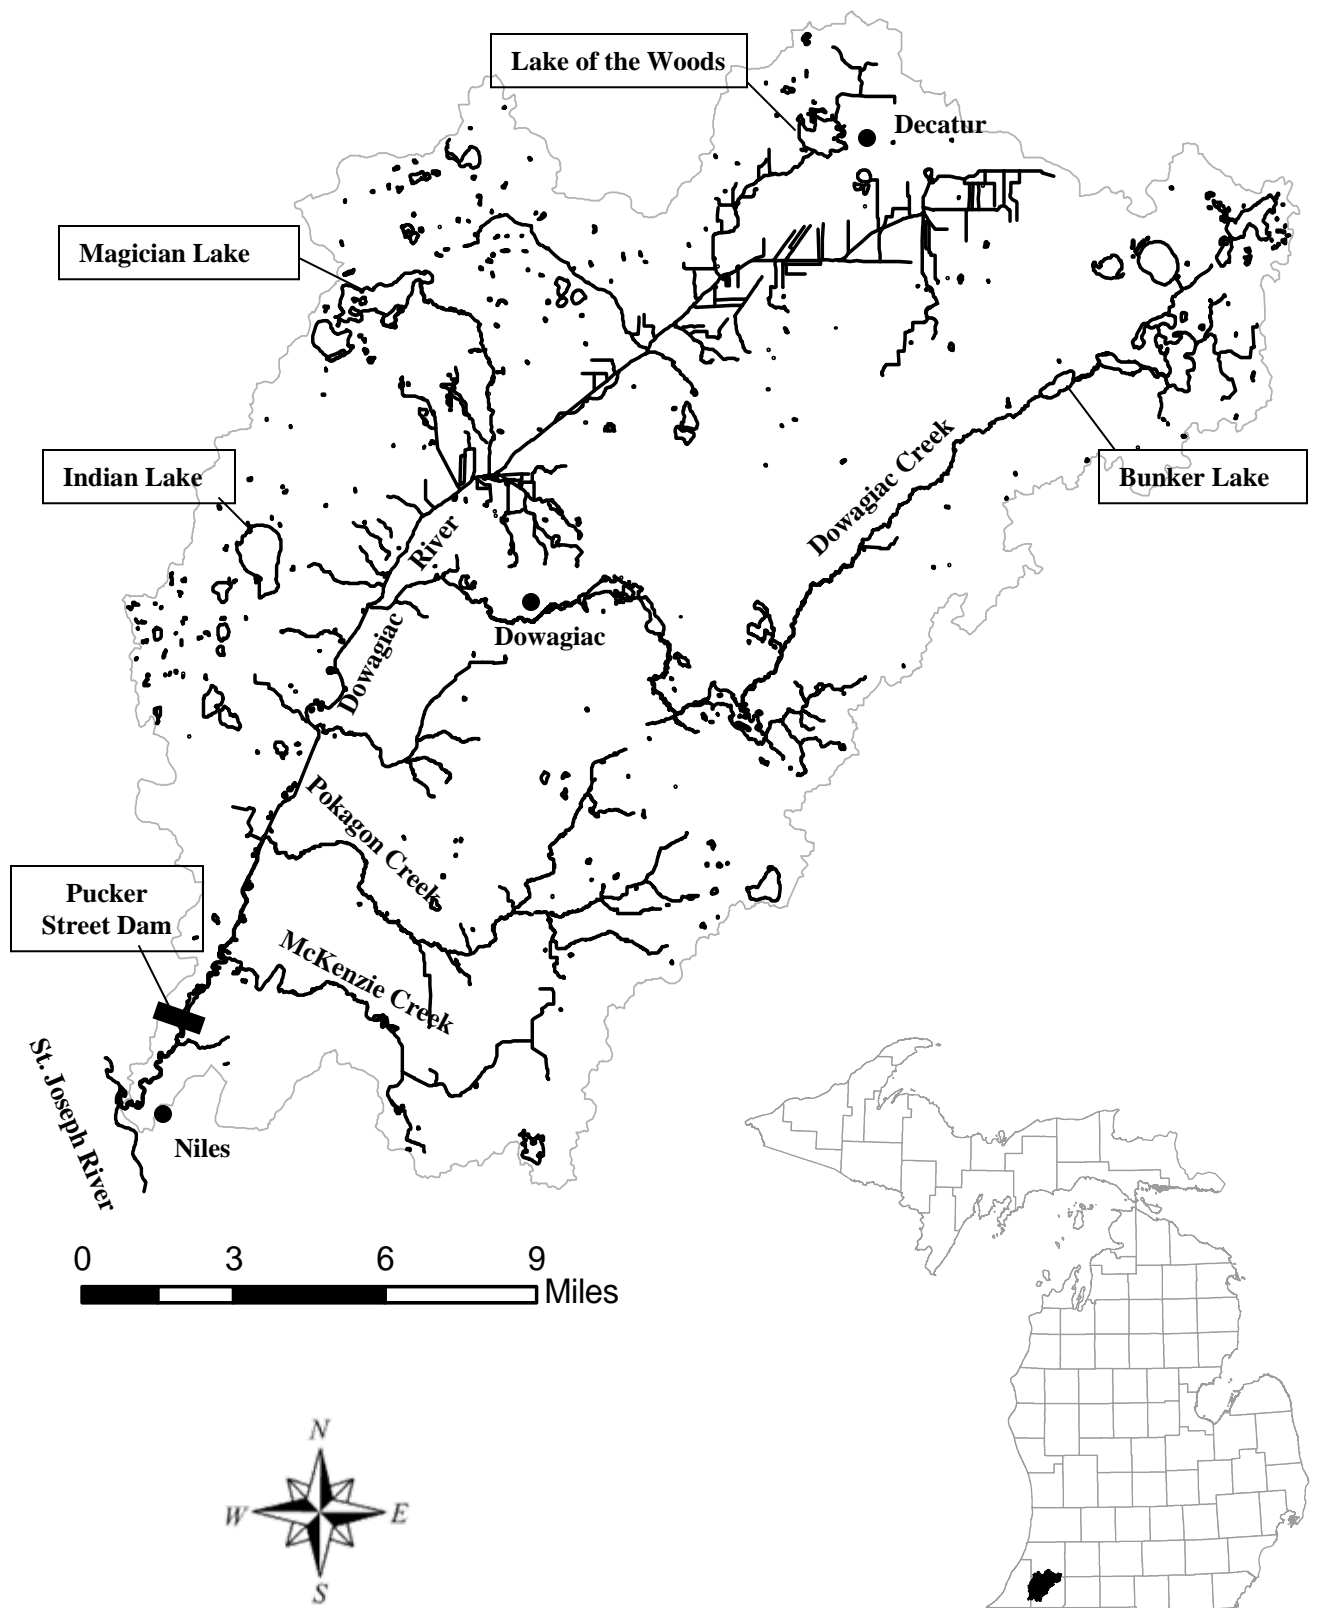 Lake of the Woods
Decatur
Magician Lake
Dowagiac Creek
Indian Lake
Bunker Lake
River
Dowagiac
Dowagiac
Pokagon Creek
Pucker
Street Dam
McKenzie Creek
St. Joseph River
Niles
0 3 6 9
Miles
N
W E
S